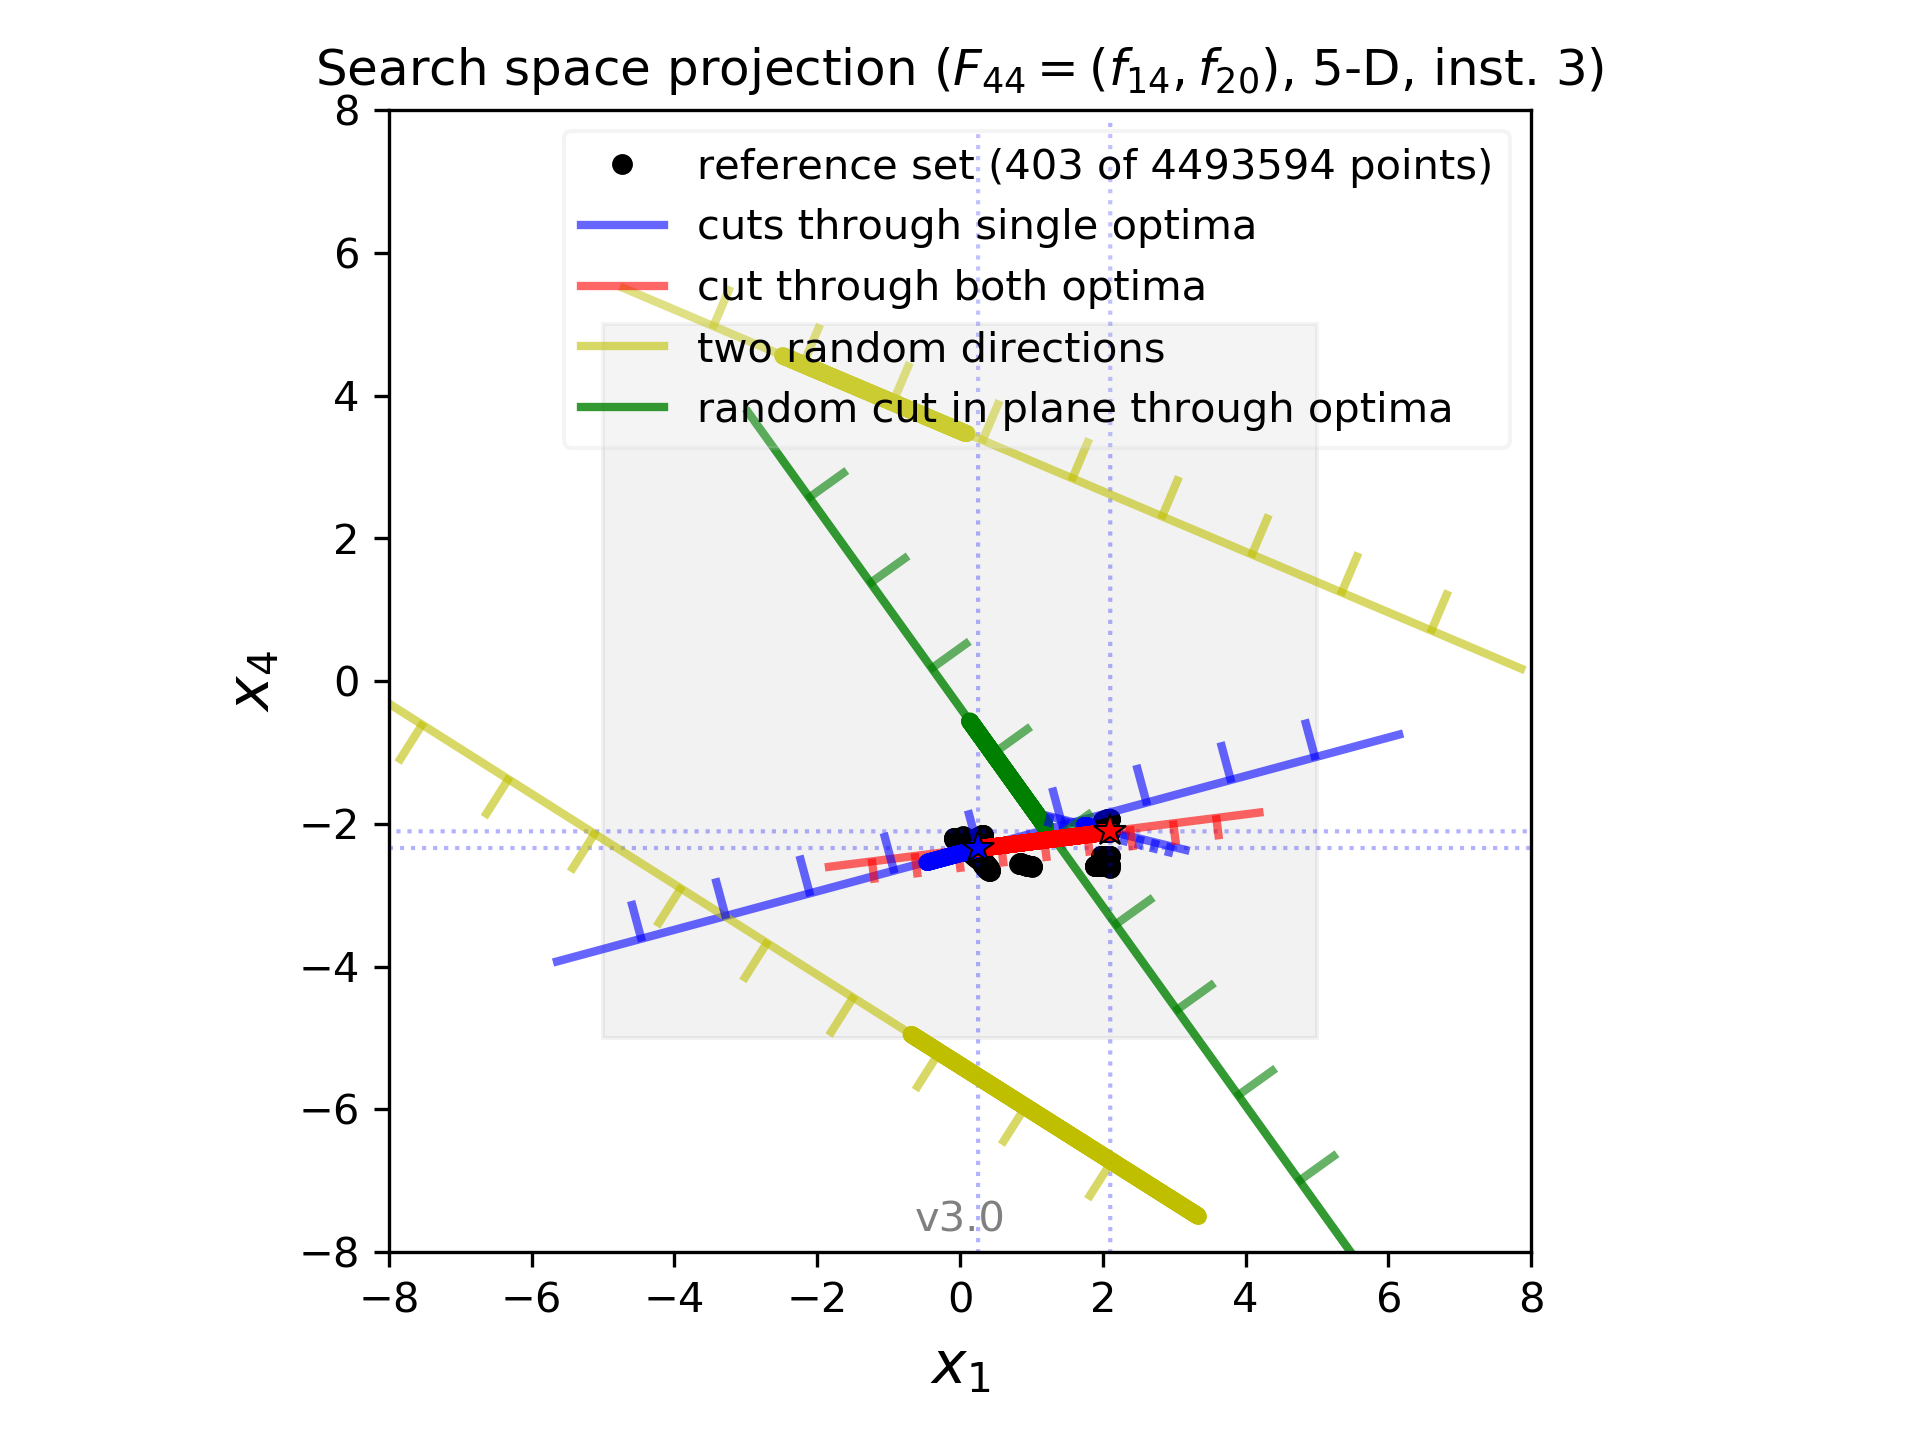 Search space projection (F₄₄ = (f₁₄, f₂₀), 5-D, inst. 3)
reference set (403 of 4493594 points)
cuts through single optima
cut through both optima
two random directions
random cut in plane through optima
8
6
4
2
0
−2
−4
−6
−8
x₄
v3.0
−8 −6 −4 −2 0 2 4 6 8
x₁